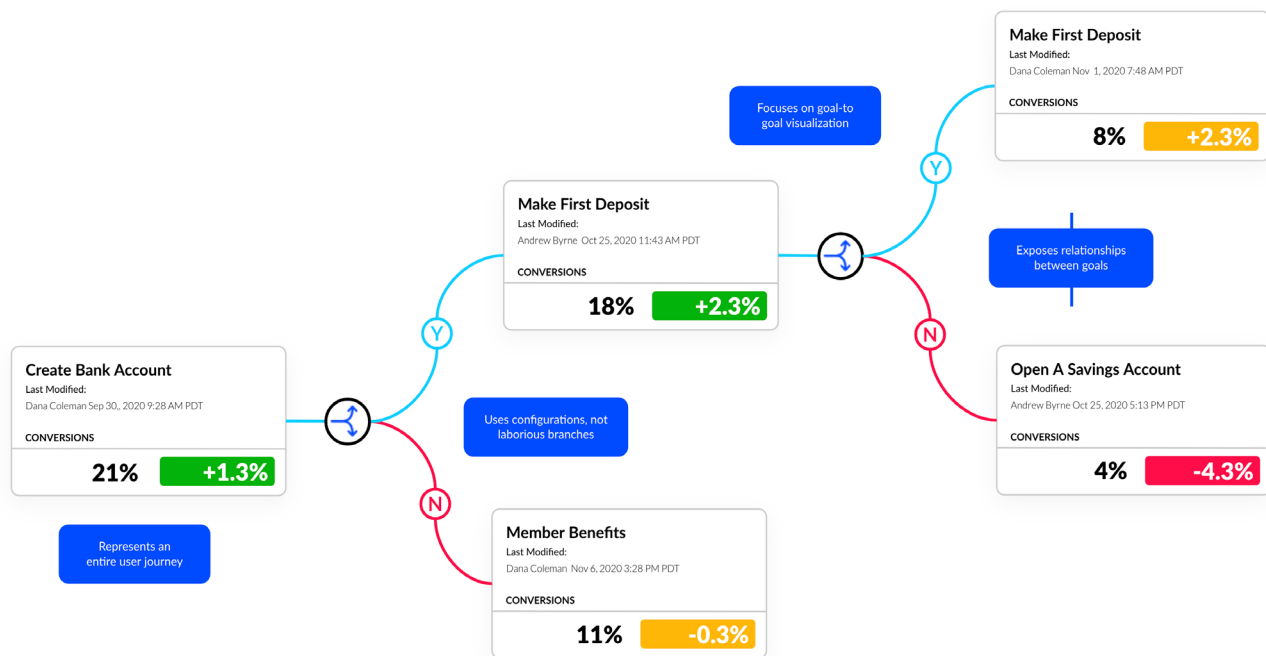 Make First Deposit
Last Modified:
Dana Coleman Nov  1, 2020 7:48 AM PDT
CONVERSIONS
8%
+2.3%
Focuses on goal-to
goal visualization
Y
Make First Deposit
Last Modified:
Andrew Byrne  Oct 25, 2020 11:43 AM PDT
CONVERSIONS
18%
+2.3%
Exposes relationships
between goals
Y
N
Create Bank Account
Last Modified:
Dana Coleman Sep 30,, 2020 9:28 AM PDT
CONVERSIONS
21%
+1.3%
Uses configurations, not
laborious branches
Open A Savings Account
Last Modified:
Andrew Byrne Oct 25, 2020 5:13 PM PDT
CONVERSIONS
4%
-4.3%
N
Represents an
entire user journey
Member Benefits
Last Modified:
Dana Coleman  Nov 6, 2020 3:28 PM PDT
CONVERSIONS
11%
-0.3%